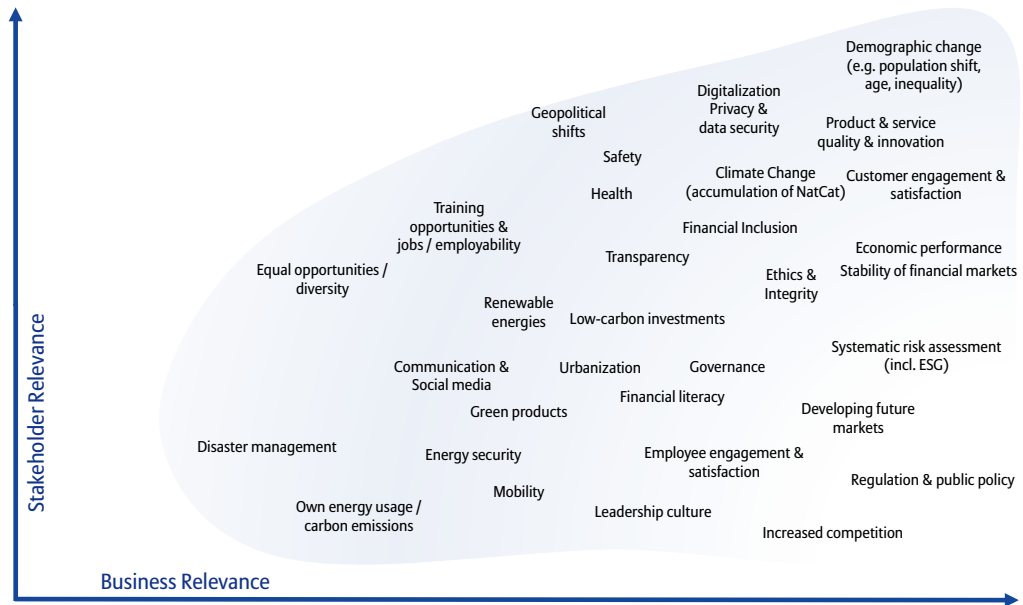 Demographic change
(e.g. population shift,
age, inequality)
Digitalization
Privacy &
data security
Geopolitical
shifts
Product & service
quality & innovation
Safety
Climate Change
(accumulation of NatCat)
Customer engagement &
satisfaction
Health
Training
opportunities &
jobs / employability
Financial Inclusion
Economic performance
Transparency
Stability of financial markets
Equal opportunities /
diversity
Ethics &
Integrity
Renewable
energies
Low-carbon investments
Systematic risk assessment
(incl. ESG)
Communication &
Social media
Urbanization
Governance
Financial literacy
Green products
Developing future
markets
Disaster management
Energy security
Employee engagement &
satisfaction
Regulation & public policy
Mobility
Own energy usage /
carbon emissions
Leadership culture
Increased competition
Stakeholder Relevance
Business Relevance